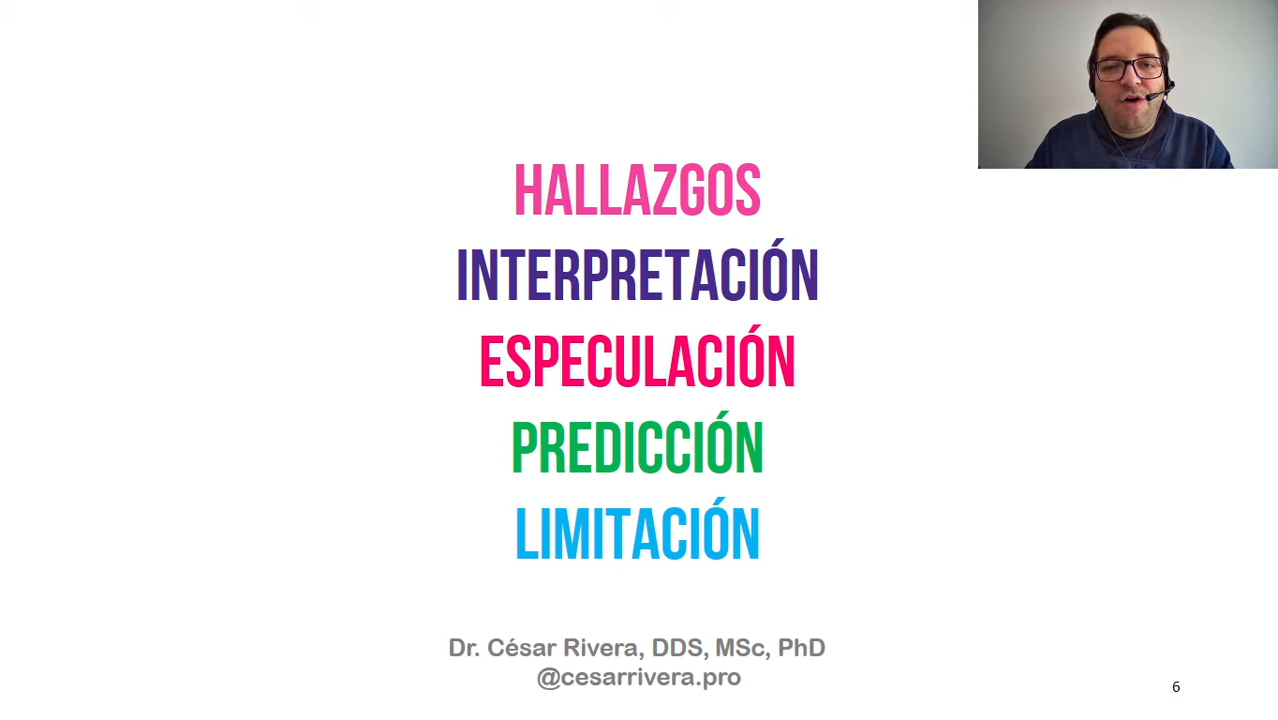 HALLAZGOS
INTERPRETACIÓN
ESPECULACIÓN
PREDICCIÓN
LIMITACIÓN
Dr. César Rivera, DDS, MSc, PhD
@cesarrivera.pro
6